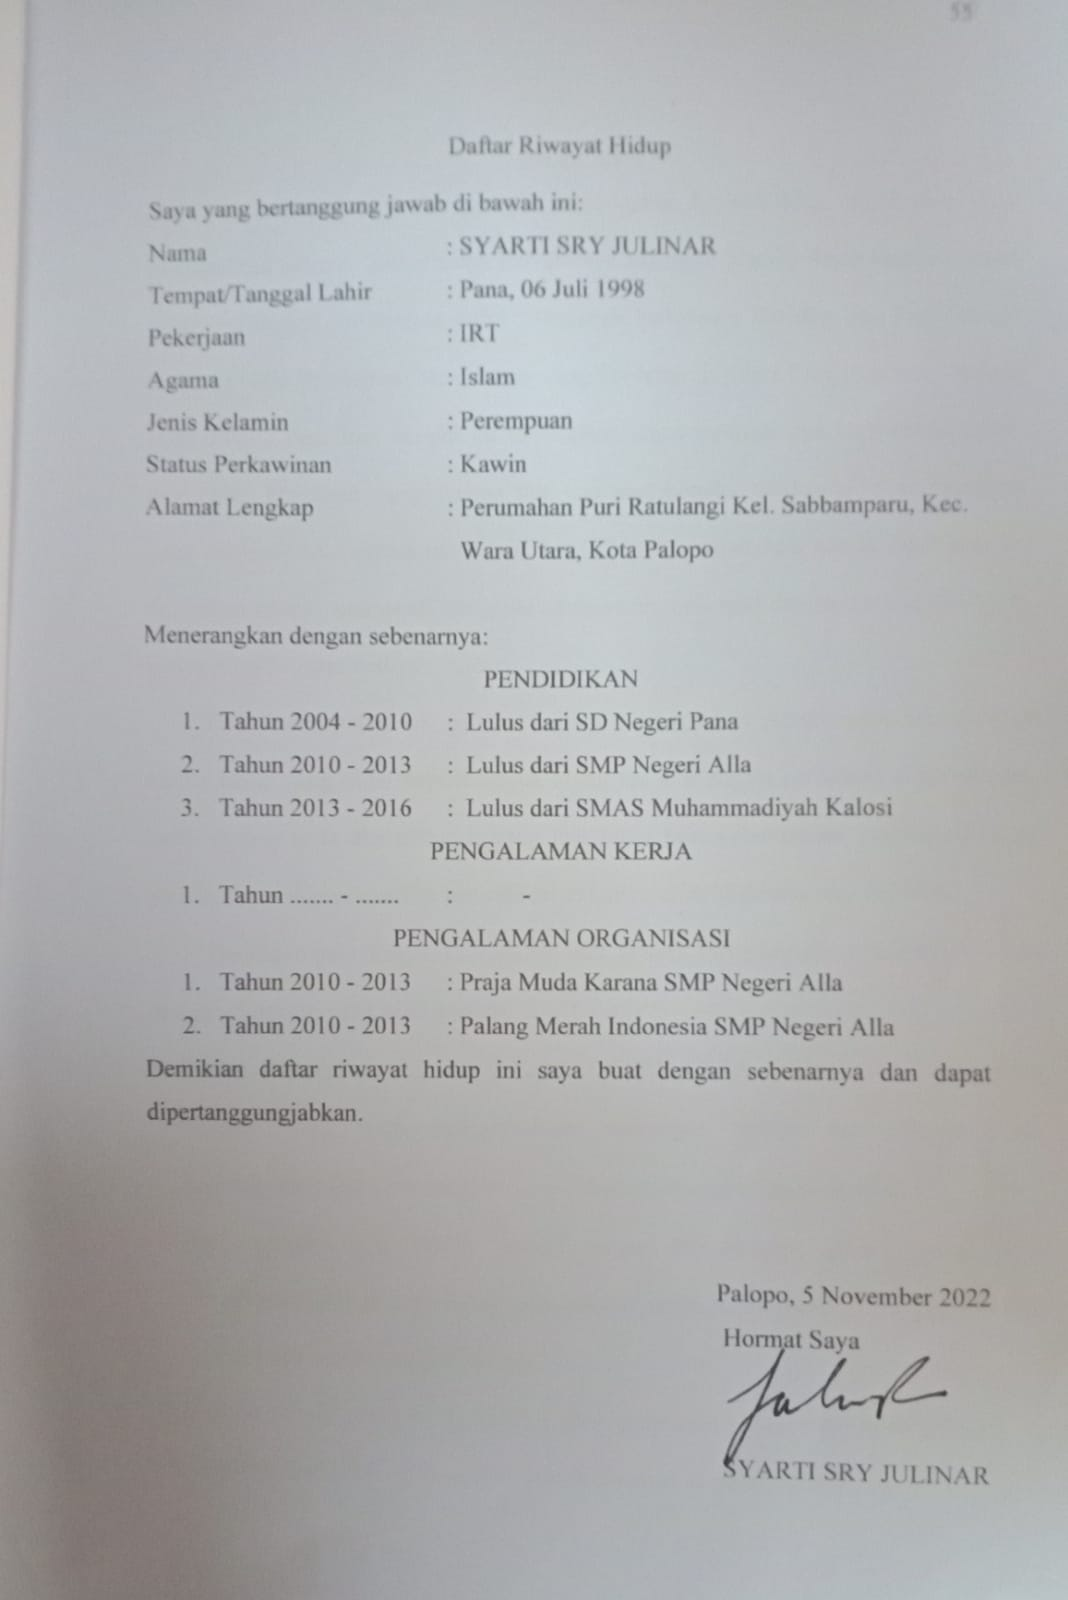 55
Daftar Riwayat Hidup
Saya yang bertanggung jawab di bawah ini:
Nama : SYARTI SRY JULINAR
Tempat/Tanggal Lahir : Pana, 06 Juli 1998
Pekerjaan : IRT
Agama : Islam
Jenis Kelamin : Perempuan
Status Perkawinan : Kawin
Alamat Lengkap : Perumahan Puri Ratulangi Kel. Sabbamparu, Kec.
Wara Utara, Kota Palopo
Menerangkan dengan sebenarnya:
PENDIDIKAN
1. Tahun 2004 - 2010 : Lulus dari SD Negeri Pana
2. Tahun 2010 - 2013 : Lulus dari SMP Negeri Alla
3. Tahun 2013 - 2016 : Lulus dari SMAS Muhammadiyah Kalosi
PENGALAMAN KERJA
1. Tahun ....... - ....... : -
PENGALAMAN ORGANISASI
1. Tahun 2010 - 2013 : Praja Muda Karana SMP Negeri Alla
2. Tahun 2010 - 2013 : Palang Merah Indonesia SMP Negeri Alla
Demikian daftar riwayat hidup ini saya buat dengan sebenarnya dan dapat
dipertanggungjabkan.
Palopo, 5 November 2022
Hormat Saya
SYARTI SRY JULINAR